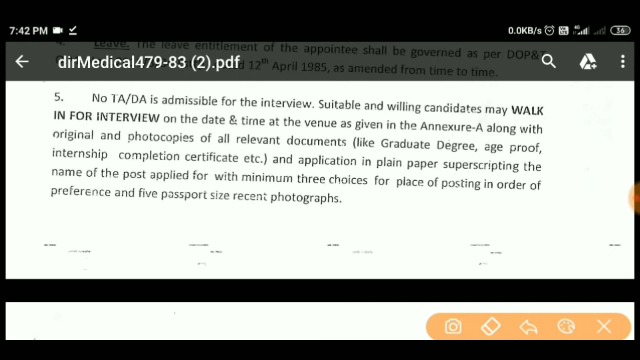 7:42 PM
0.0KB/s 4G 36
4. Leave: The leave entitlement of the appointee shall be governed as per DOP&T
dirMedical479-83 (2).pdf
12th April 1985, as amended from time to time.
5. No TA/DA is admissible for the interview. Suitable and willing candidates may WALK
IN FOR INTERVIEW on the date & time at the venue as given in the Annexure-A along with
original and photocopies of all relevant documents (like Graduate Degree, age proof,
internship completion certificate etc.) and application in plain paper superscripting the
name of the post applied for with minimum three choices for place of posting in order of
preference and five passport size recent photographs.